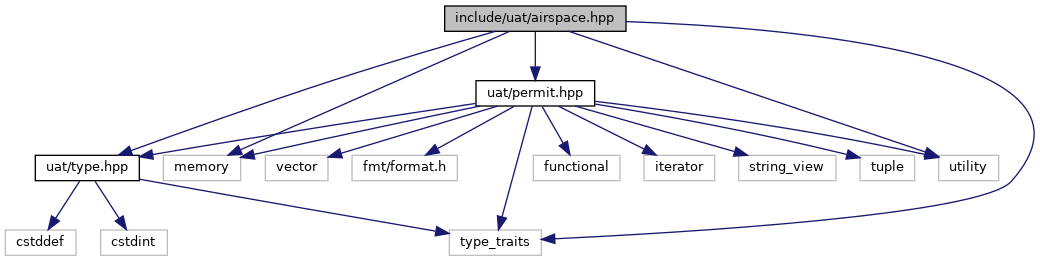 include/uat/airspace.hpp
uat/permit.hpp
uat/type.hpp
memory
vector
fmt/format.h
functional
iterator
string_view
tuple
utility
cstddef
cstdint
type_traits